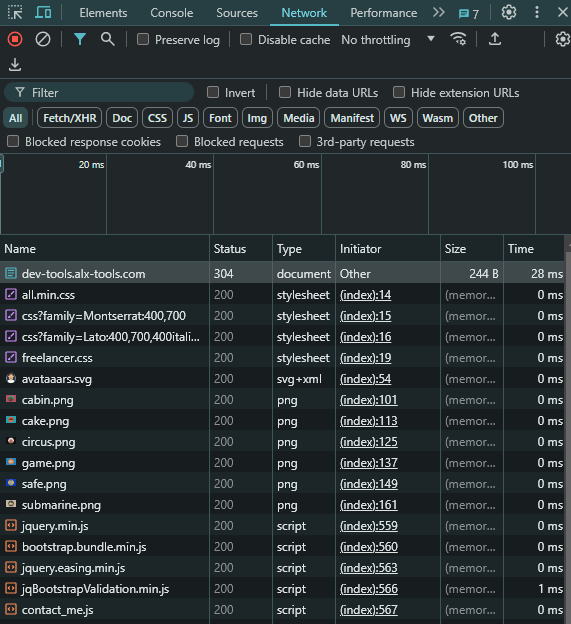 Elements Console Sources Network Performance 7
Preserve log Disable cache No throttling
Filter Invert Hide data URLs Hide extension URLs
All Fetch/XHR Doc CSS JS Font Img Media Manifest WS Wasm Other
Blocked response cookies Blocked requests 3rd-party requests
20 ms 40 ms 60 ms 80 ms 100 ms
Name Status Type Initiator Size Time
dev-tools.alx-tools.com 304 document Other 244 B 28 ms
all.min.css 200 stylesheet (index):14 (memor... 0 ms
css?family=Montserrat:400,700 200 stylesheet (index):15 (memor... 0 ms
css?family=Lato:400,700,400itali... 200 stylesheet (index):16 (memor... 0 ms
freelancer.css 200 stylesheet (index):19 (memor... 0 ms
avataaars.svg 200 svg+xml (index):54 (memor... 0 ms
cabin.png 200 png (index):101 (memor... 0 ms
cake.png 200 png (index):113 (memor... 0 ms
circus.png 200 png (index):125 (memor... 0 ms
game.png 200 png (index):137 (memor... 0 ms
safe.png 200 png (index):149 (memor... 0 ms
submarine.png 200 png (index):161 (memor... 0 ms
jquery.min.js 200 script (index):559 (memor... 0 ms
bootstrap.bundle.min.js 200 script (index):560 (memor... 0 ms
jquery.easing.min.js 200 script (index):563 (memor... 0 ms
jqBootstrapValidation.min.js 200 script (index):566 (memor... 1 ms
contact_me.js 200 script (index):567 (memor... 0 ms